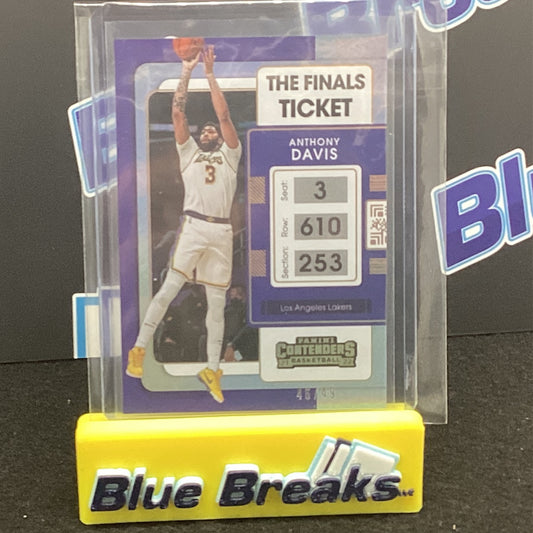 THE FINALS
TICKET
ANTHONY
DAVIS
Seat: 3
Row: 610
Section: 253
Los Angeles Lakers
PANINI
CONTENDERS
BASKETBALL
Lakers
3
Blue
Blue Breaks